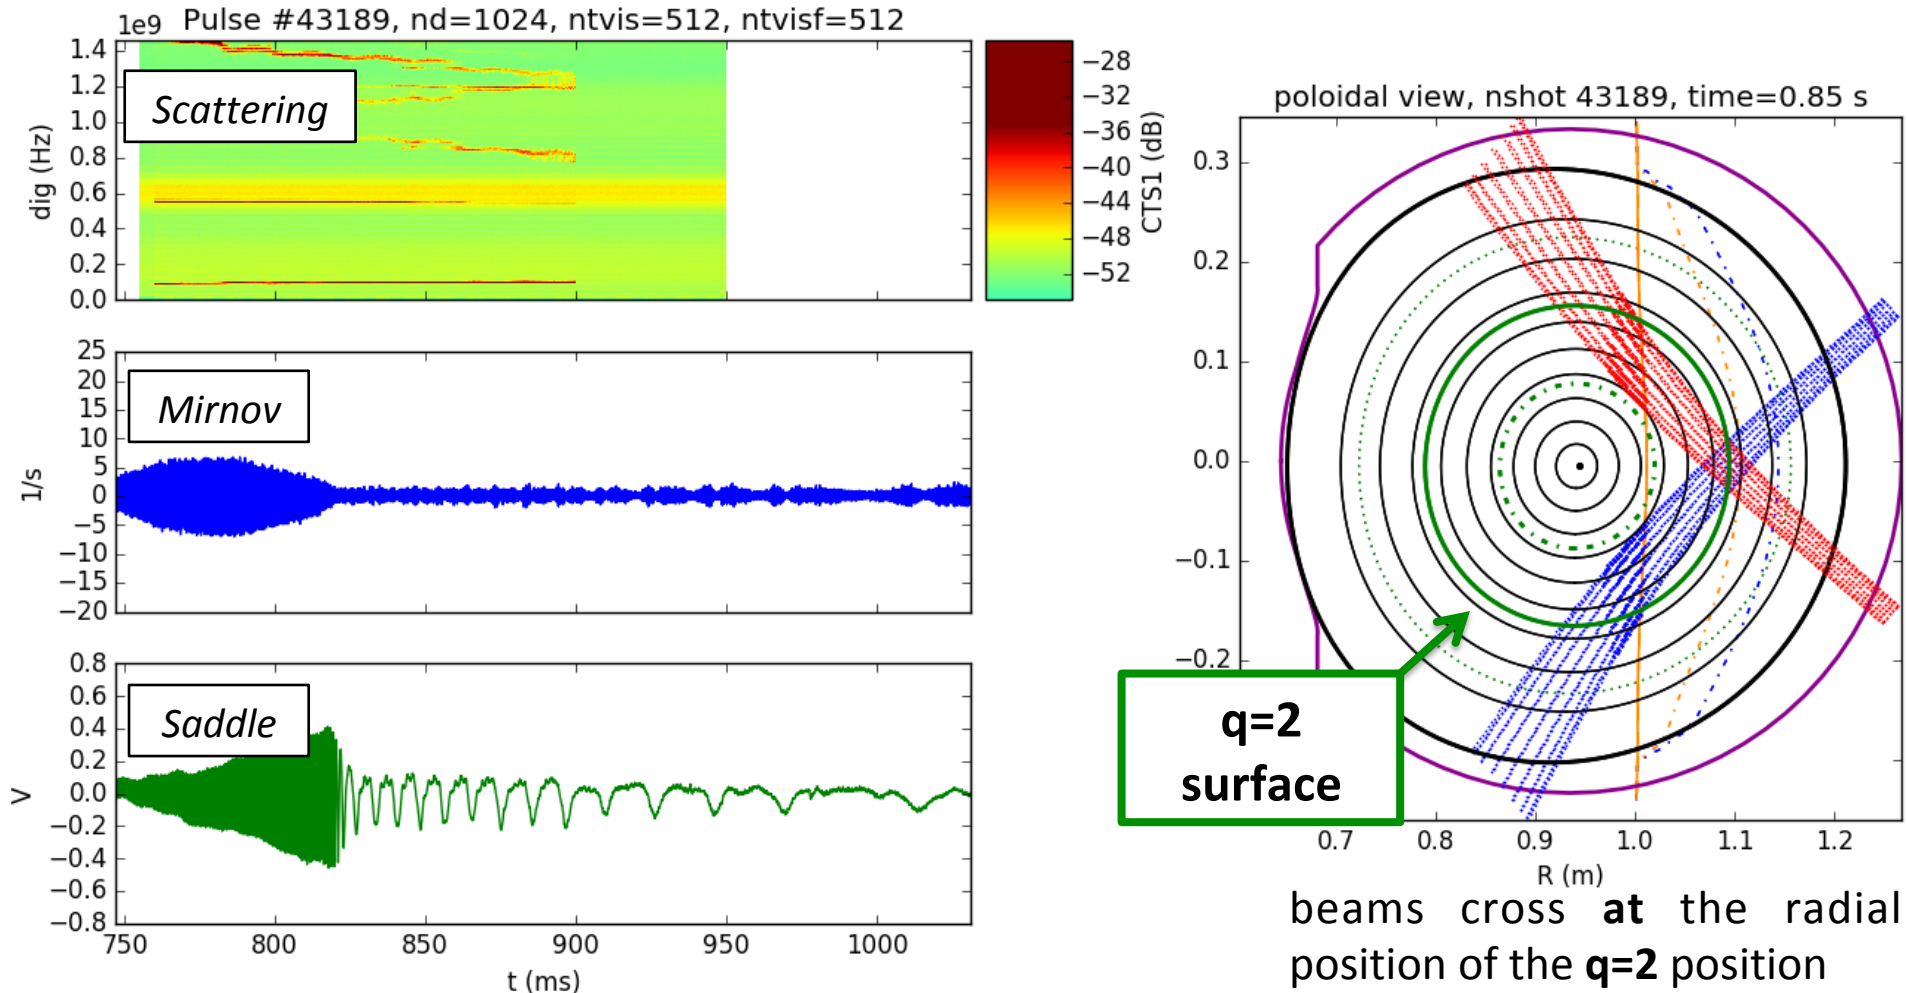 1e9 Pulse #43189, nd=1024, ntvis=512, ntvisf=512
1.4
1.2
1.0
0.8
0.6
0.4
0.2
0.0
dig (Hz)
Scattering
−28
−32
−36
−40
−44
−48
−52
CTS1 (dB)
25
20
15
10
5
0
−5
−10
−15
−20
1/s
Mirnov
0.8
0.6
0.4
0.2
0.0
−0.2
−0.4
−0.6
−0.8
V
Saddle
750 800 850 900 950 1000
t (ms)
poloidal view, nshot 43189, time=0.85 s
0.3
0.2
0.1
0.0
−0.1
−0.2
q=2
surface
0.7 0.8 0.9 1.0 1.1 1.2
R (m)
beams cross at the radial
position of the q=2 position